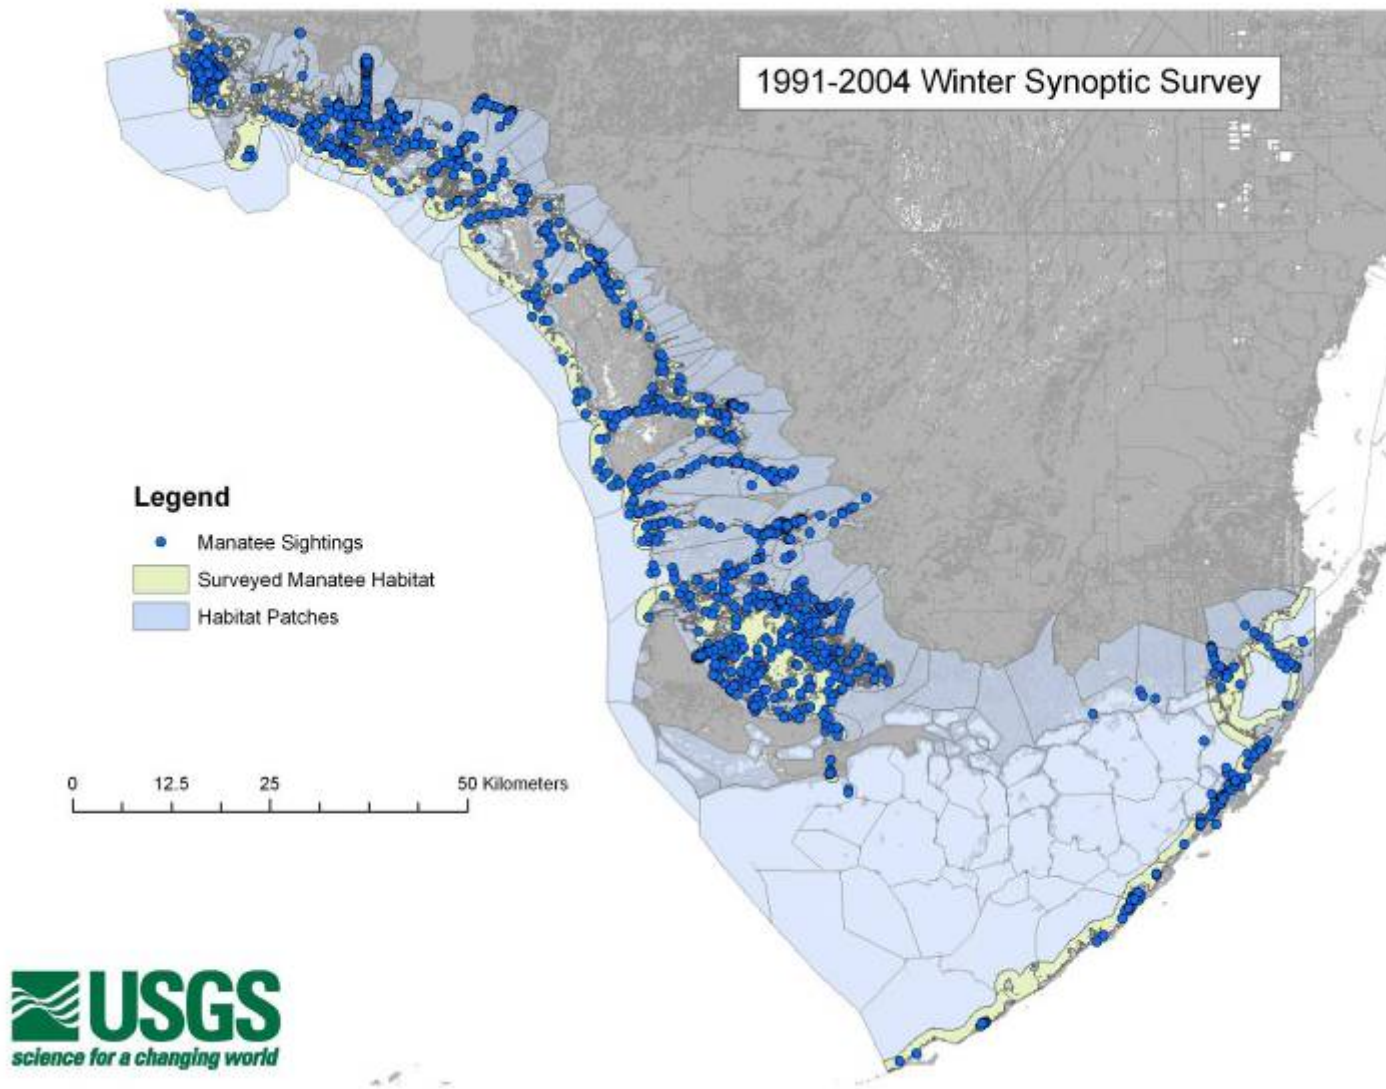 1991-2004 Winter Synoptic Survey
Legend
Manatee Sightings
Surveyed Manatee Habitat
Habitat Patches
0 12.5 25 50 Kilometers
USGS
science for a changing world